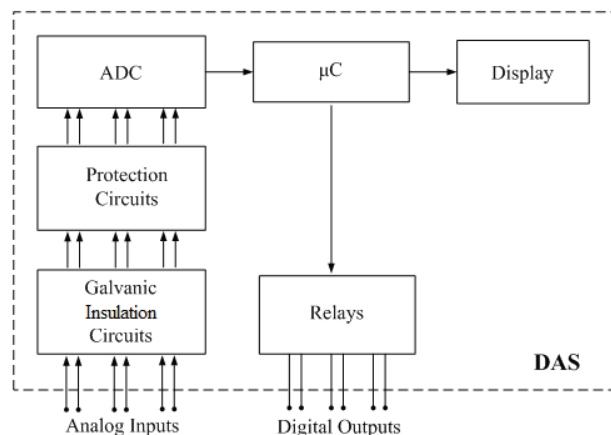 ADC
μC
Display
Protection
Circuits
Galvanic
Insulation
Circuits
Relays
DAS
Analog Inputs
Digital Outputs